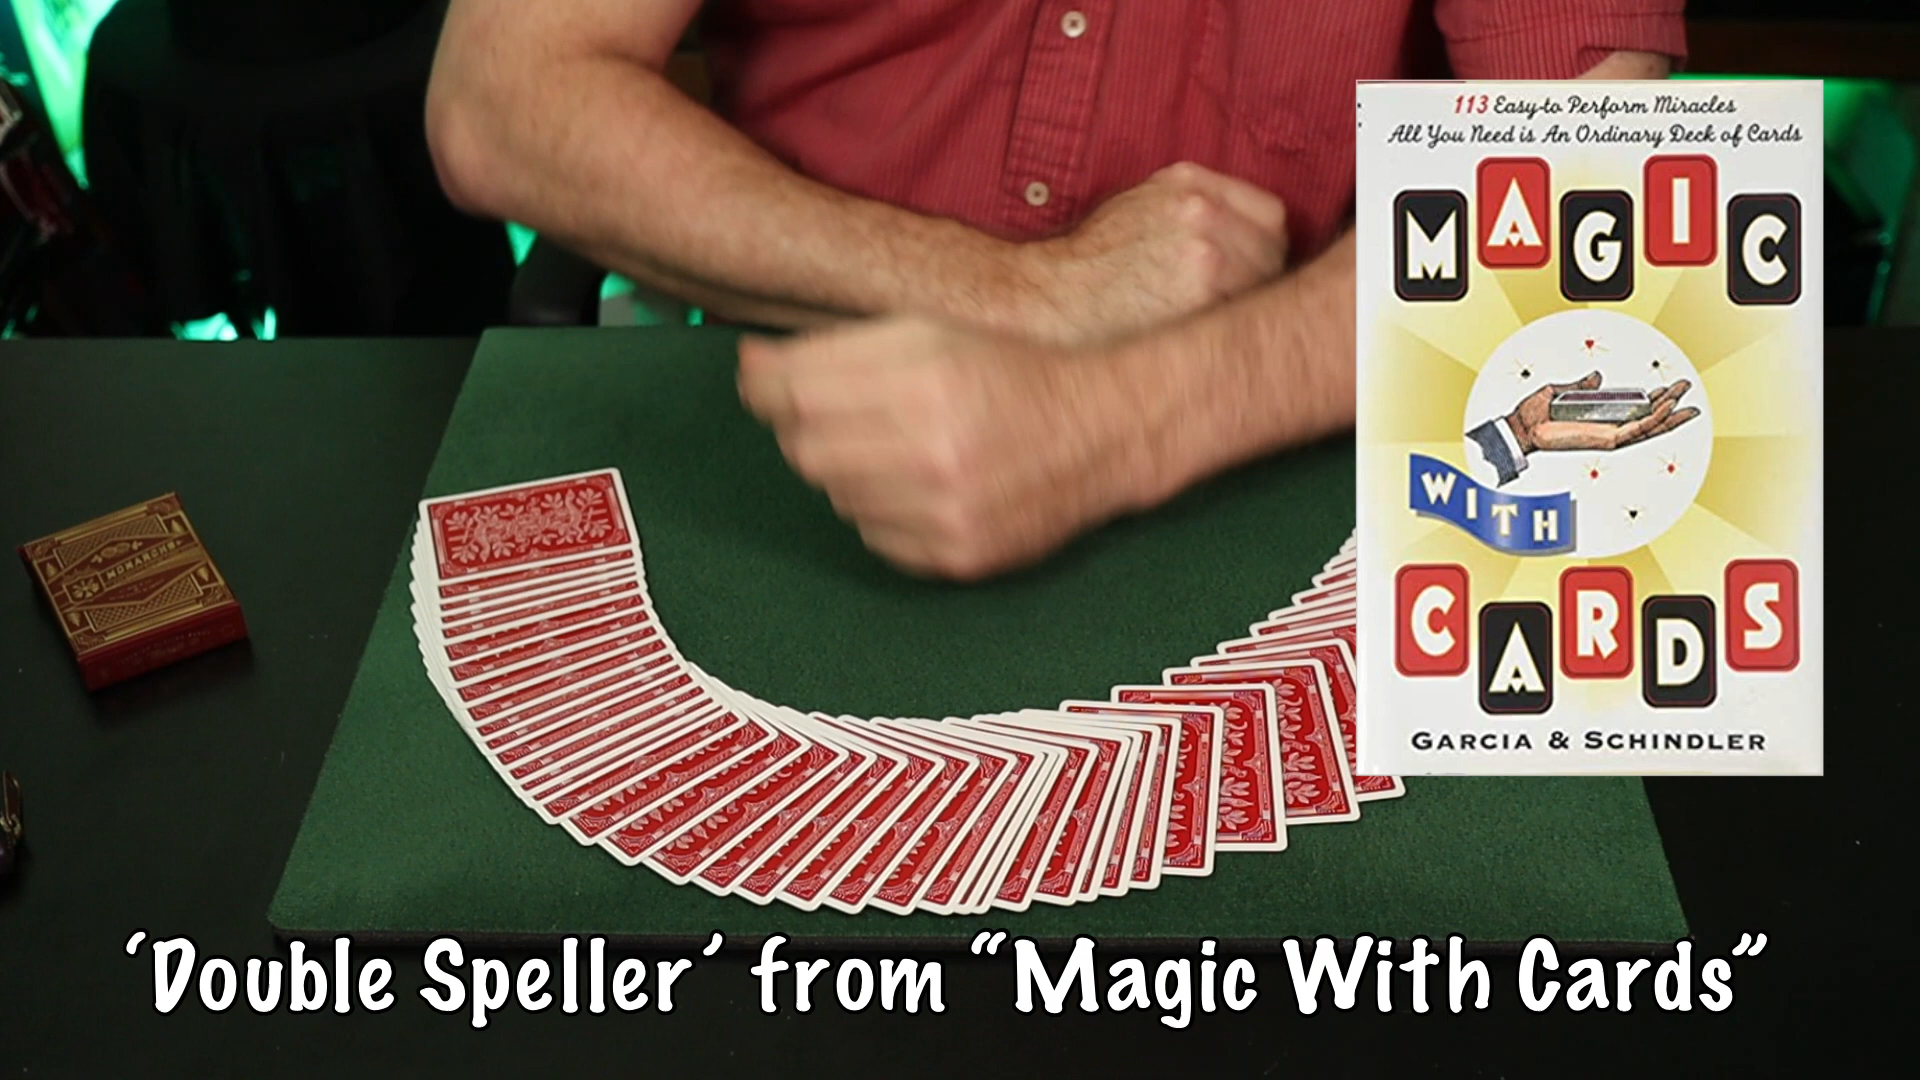 113 Easy-to Perform Miracles
All You Need is An Ordinary Deck of Cards
MAGIC
WITH
CARDS
GARCIA & SCHINDLER
MONARCHS
‘Double Speller’ from “Magic With Cards”